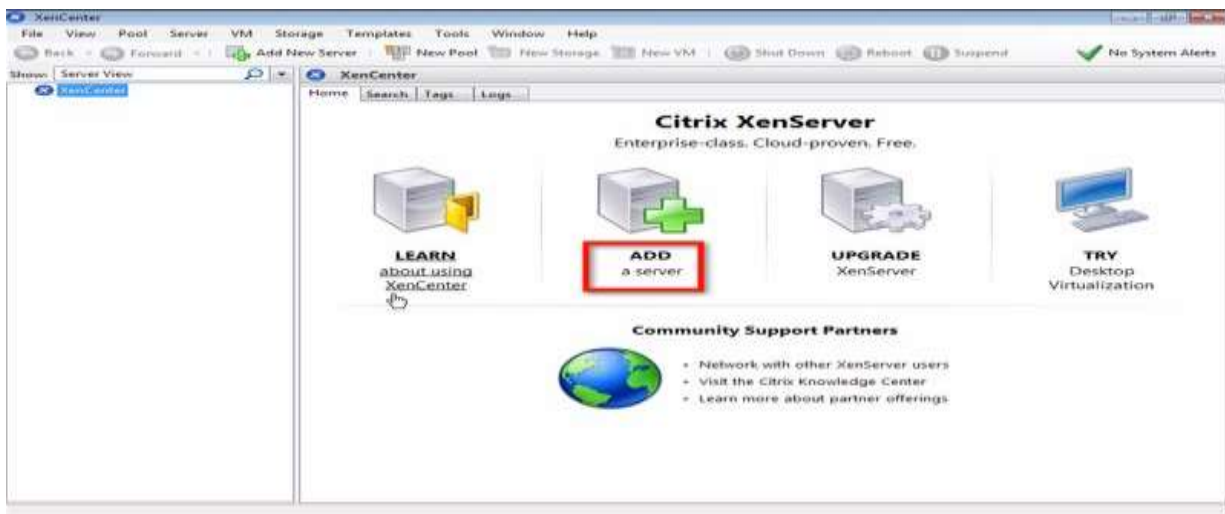 XenCenter
File View Pool Server VM Storage Templates Tools Window Help
Back Forward Add New Server New Pool New Storage New VM Shut Down Reboot Suspend No System Alerts
Show: Server View XenCenter
XenCenter
Home Search Tags Logs
Citrix XenServer
Enterprise-class. Cloud-proven. Free.
LEARN
about using
XenCenter
ADD
a server
UPGRADE
XenServer
TRY
Desktop
Virtualization
Community Support Partners
• Network with other XenServer users
• Visit the Citrix Knowledge Center
• Learn more about partner offerings